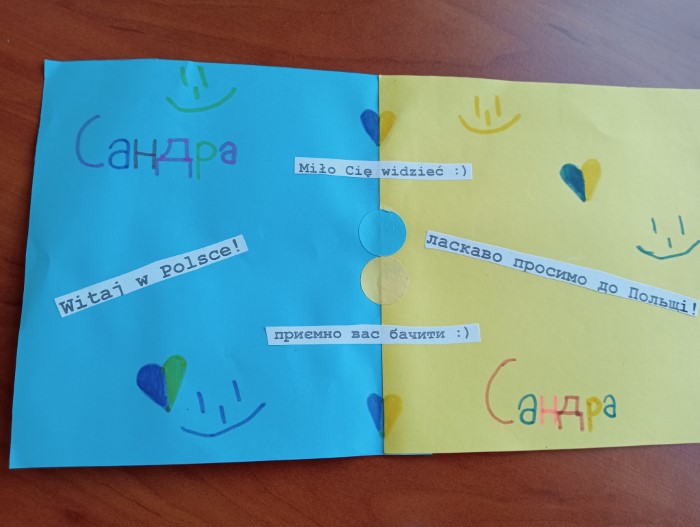 Сандра
Miło Cię widzieć :)
Witaj w Polsce!
ласкаво просимо до Польщі!
приємно вас бачити :)
Сандра